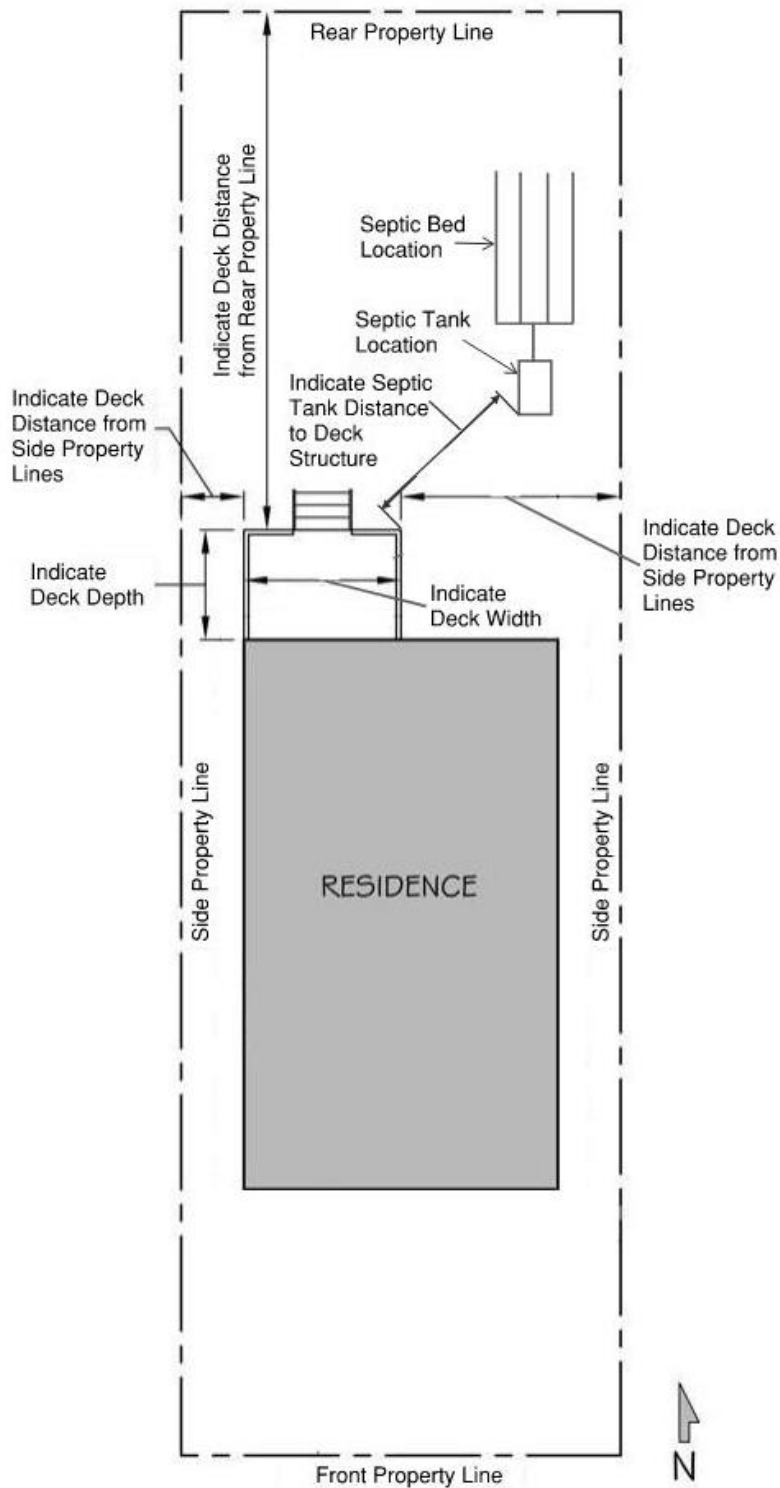 Rear Property Line
Indicate Deck Distance
from Rear Property Line
Septic Bed
Location
Septic Tank
Location
Indicate Septic
Tank Distance
to Deck
Structure
Indicate Deck
Distance from
Side Property
Lines
Indicate Deck
Distance from
Side Property
Lines
Indicate
Deck Depth
Indicate
Deck Width
Side Property Line
RESIDENCE
Side Property Line
Front Property Line
N